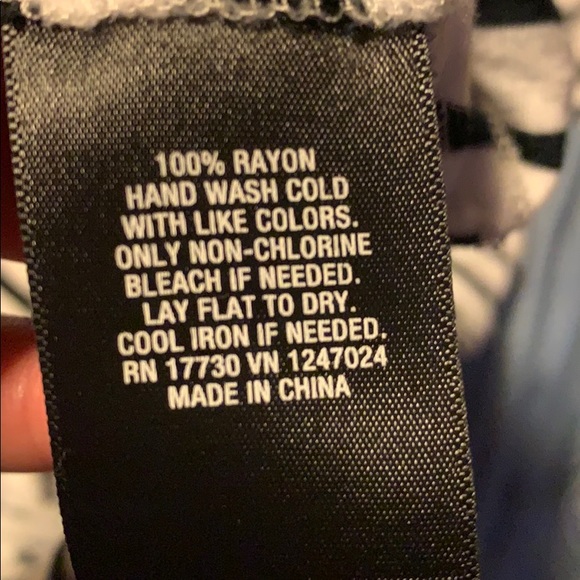 100% RAYON
HAND WASH COLD
WITH LIKE COLORS.
ONLY NON-CHLORINE
BLEACH IF NEEDED.
LAY FLAT TO DRY.
COOL IRON IF NEEDED.
RN 17730 VN 1247024
MADE IN CHINA